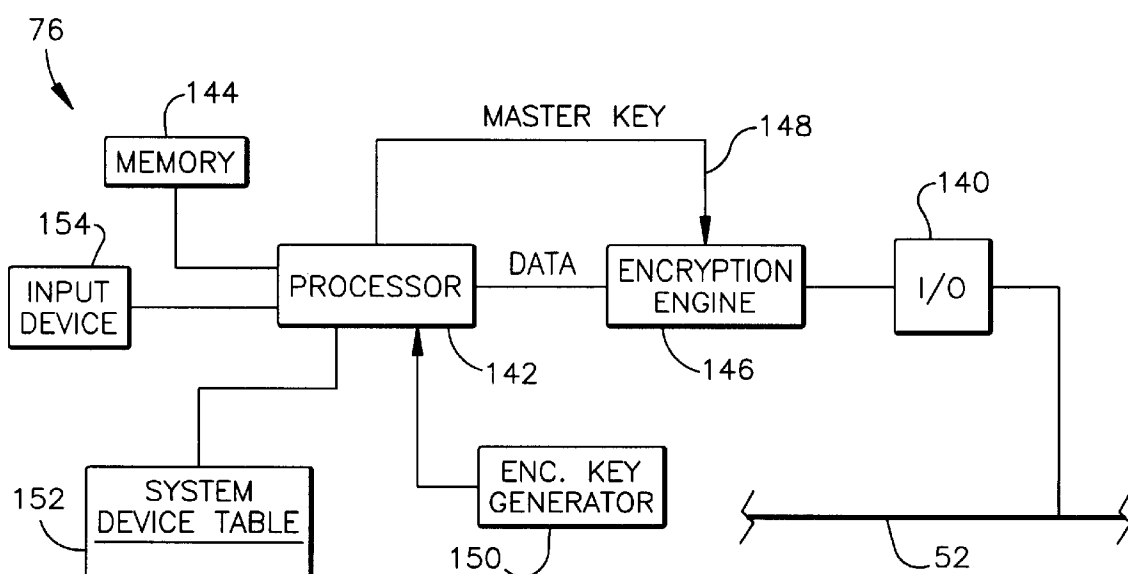 76
144
MEMORY
MASTER KEY
148
140
154
INPUT
DEVICE
PROCESSOR
DATA
ENCRYPTION
ENGINE
I/O
142
146
152
SYSTEM
DEVICE TABLE
ENC. KEY
GENERATOR
150
52